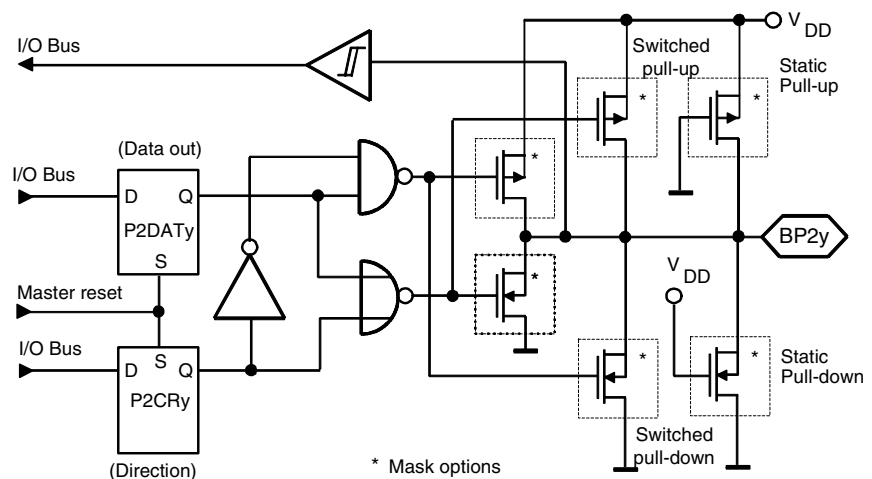 I/O Bus
Switched
pull-up
V DD
Static
Pull-up
*
*
*
(Data out)
I/O Bus
D
Q
P2DATy
S
BP2y
*
V DD
Master reset
I/O Bus
D
S
Q
P2CRy
*
*
Static
Pull-down
Switched
pull-down
(Direction)
* Mask options